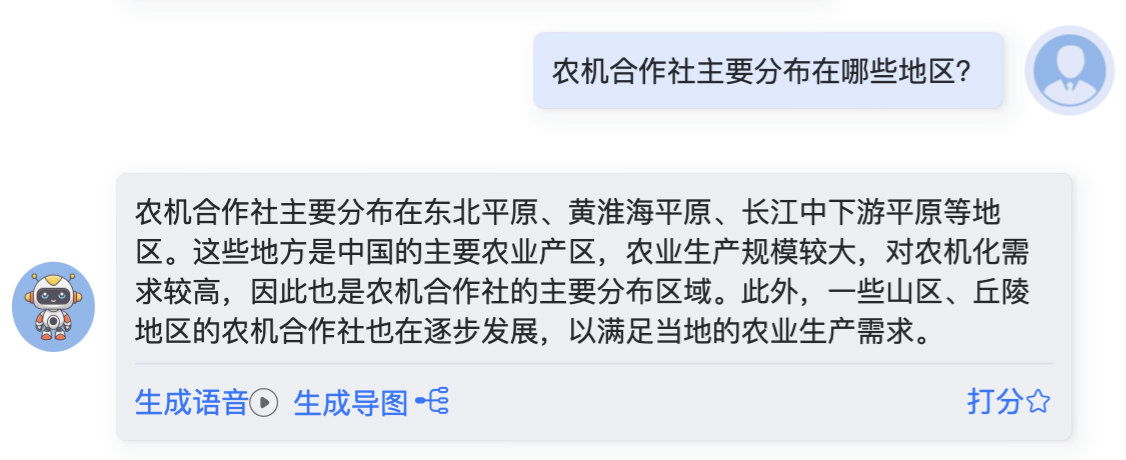 农机合作社主要分布在哪些地区？
农机合作社主要分布在东北平原、黄淮海平原、长江中下游平原等地
区。这些地方是中国的主要农业产区，农业生产规模较大，对农机化需
求较高，因此也是农机合作社的主要分布区域。此外，一些山区、丘陵
地区的农机合作社也在逐步发展，以满足当地的农业生产需求。
生成语音 生成导图 打分